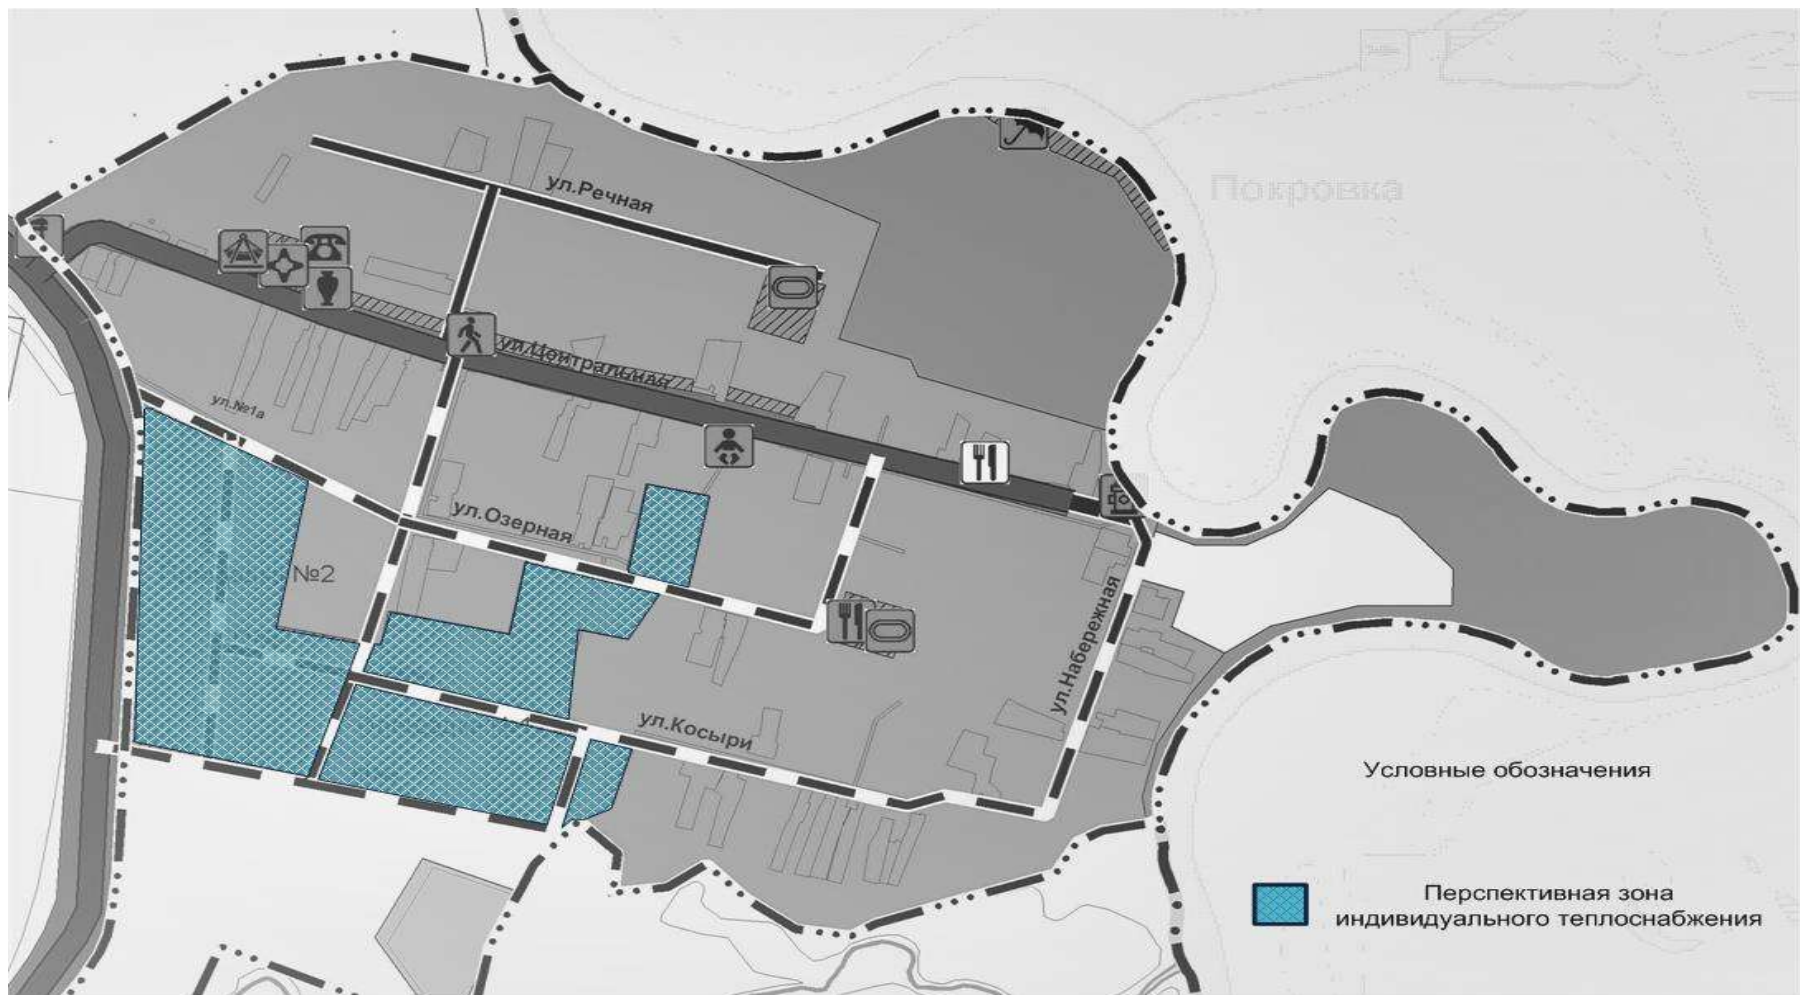 Покровка
ул.Речная
ул.Центральная
ул.№1а
ул.Озерная
№2
ул.Набережная
ул.Косыри
Условные обозначения
Перспективная зона
индивидуального теплоснабжения